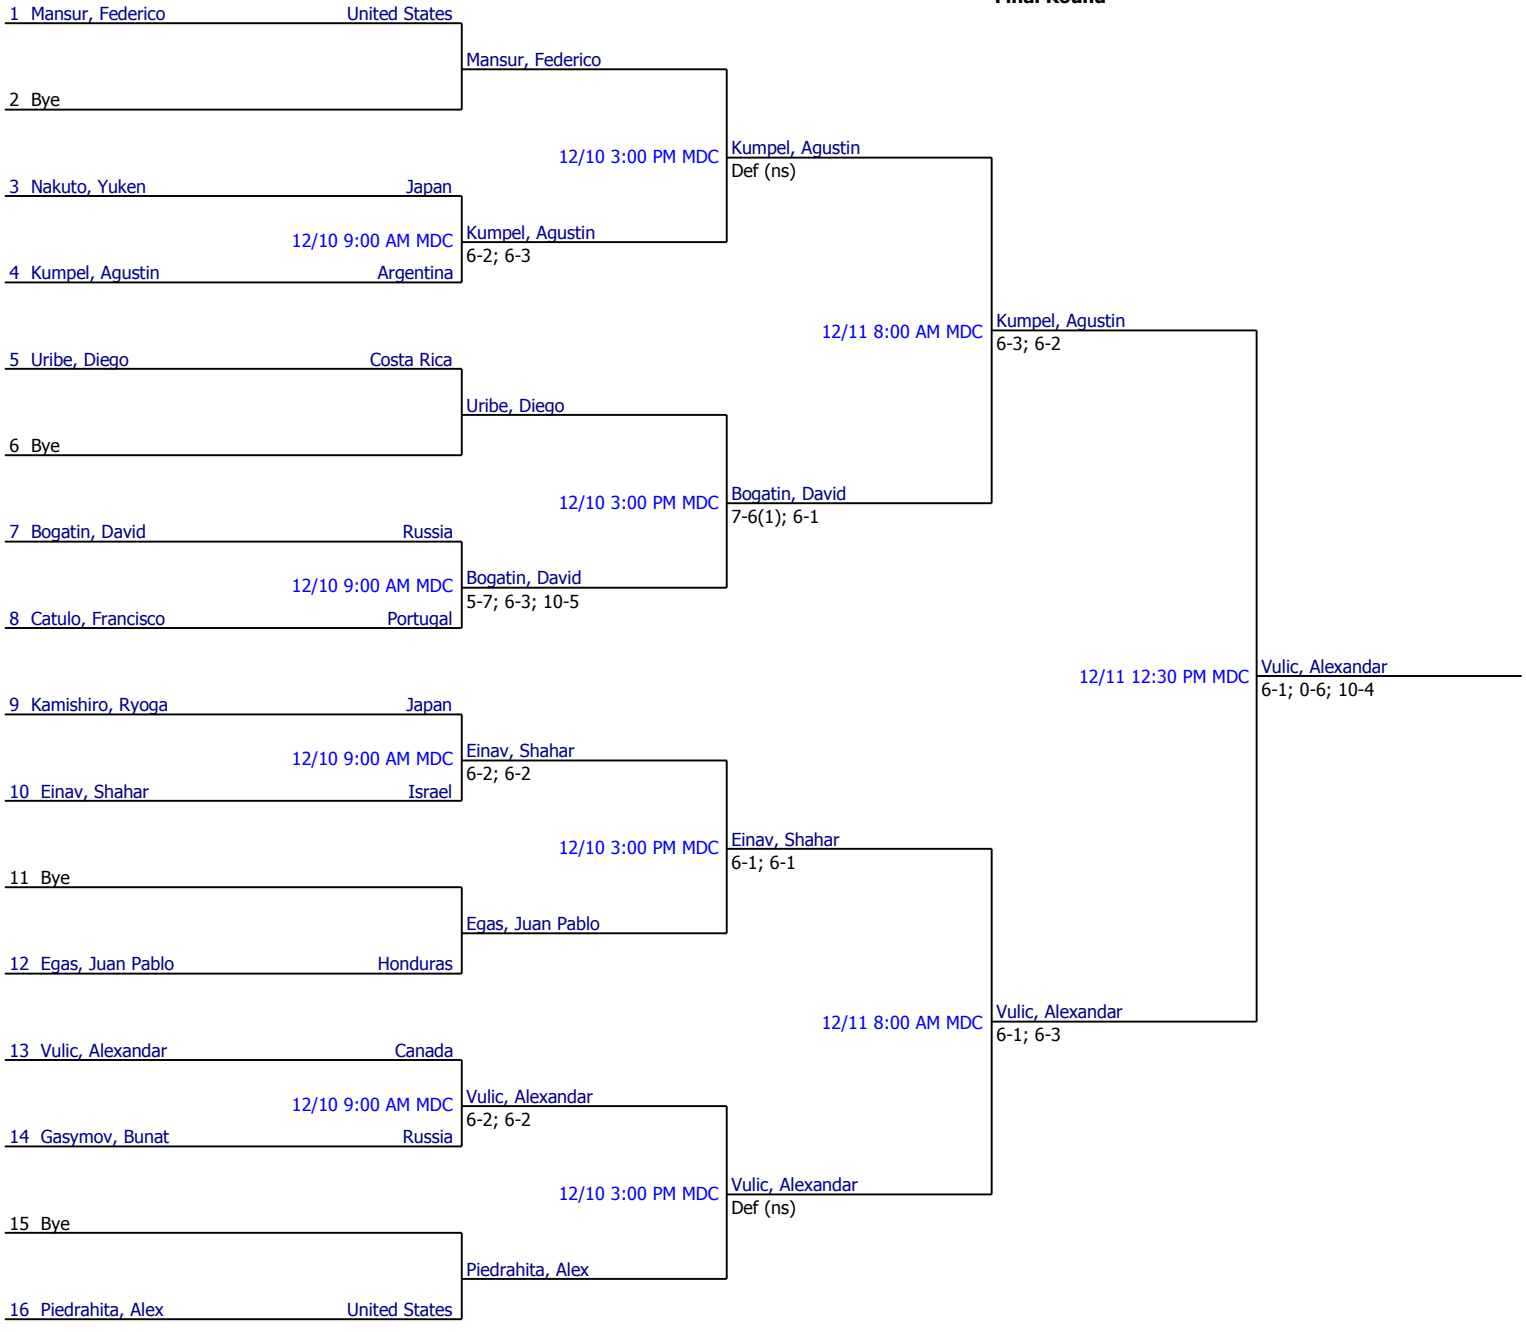 Final Round
1 Mansur, Federico United States
Mansur, Federico
2 Bye
12/10 3:00 PM MDC Kumpel, Agustin
Def (ns)
3 Nakuto, Yuken Japan
12/10 9:00 AM MDC Kumpel, Agustin
6-2; 6-3
4 Kumpel, Agustin Argentina
12/11 8:00 AM MDC Kumpel, Agustin
6-3; 6-2
5 Uribe, Diego Costa Rica
Uribe, Diego
6 Bye
12/10 3:00 PM MDC Bogatin, David
7-6(1); 6-1
7 Bogatin, David Russia
12/10 9:00 AM MDC Bogatin, David
5-7; 6-3; 10-5
8 Catulo, Francisco Portugal
12/11 12:30 PM MDC Vulic, Alexandar
6-1; 0-6; 10-4
9 Kamishiro, Ryoga Japan
12/10 9:00 AM MDC Einav, Shahar
6-2; 6-2
10 Einav, Shahar Israel
12/10 3:00 PM MDC Einav, Shahar
6-1; 6-1
11 Bye
Egas, Juan Pablo
12 Egas, Juan Pablo Honduras
12/11 8:00 AM MDC Vulic, Alexandar
6-1; 6-3
13 Vulic, Alexandar Canada
12/10 9:00 AM MDC Vulic, Alexandar
6-2; 6-2
14 Gasymov, Bunat Russia
12/10 3:00 PM MDC Vulic, Alexandar
Def (ns)
15 Bye
Piedrahita, Alex
16 Piedrahita, Alex United States